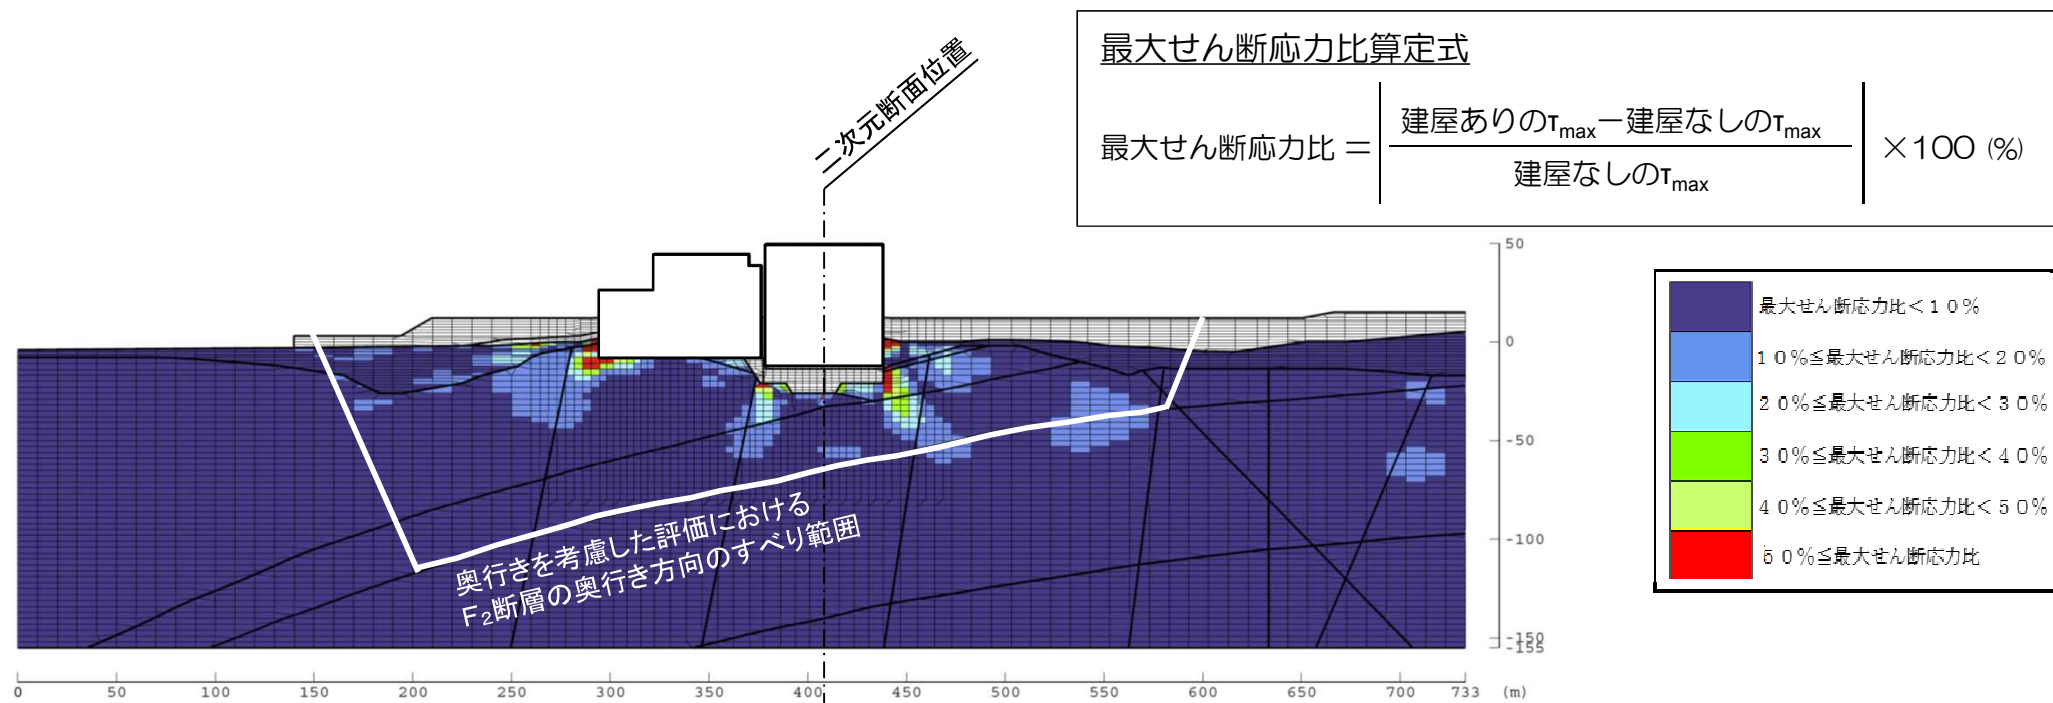 最大せん断応力比算定式
最大せん断応力比 = | 建屋ありのτmax－建屋なしのτmax / 建屋なしのτmax | ×100 (%)
二次元断面位置
最大せん断応力比<10%
10%≦最大せん断応力比<20%
20%≦最大せん断応力比<30%
30%≦最大せん断応力比<40%
40%≦最大せん断応力比<50%
50%≦最大せん断応力比
50
0
-50
-100
-150
-155
奥行きを考慮した評価における
F₂断層の奥行き方向のすべり範囲
0 50 100 150 200 250 300 350 400 450 500 550 600 650 700 733 (m)